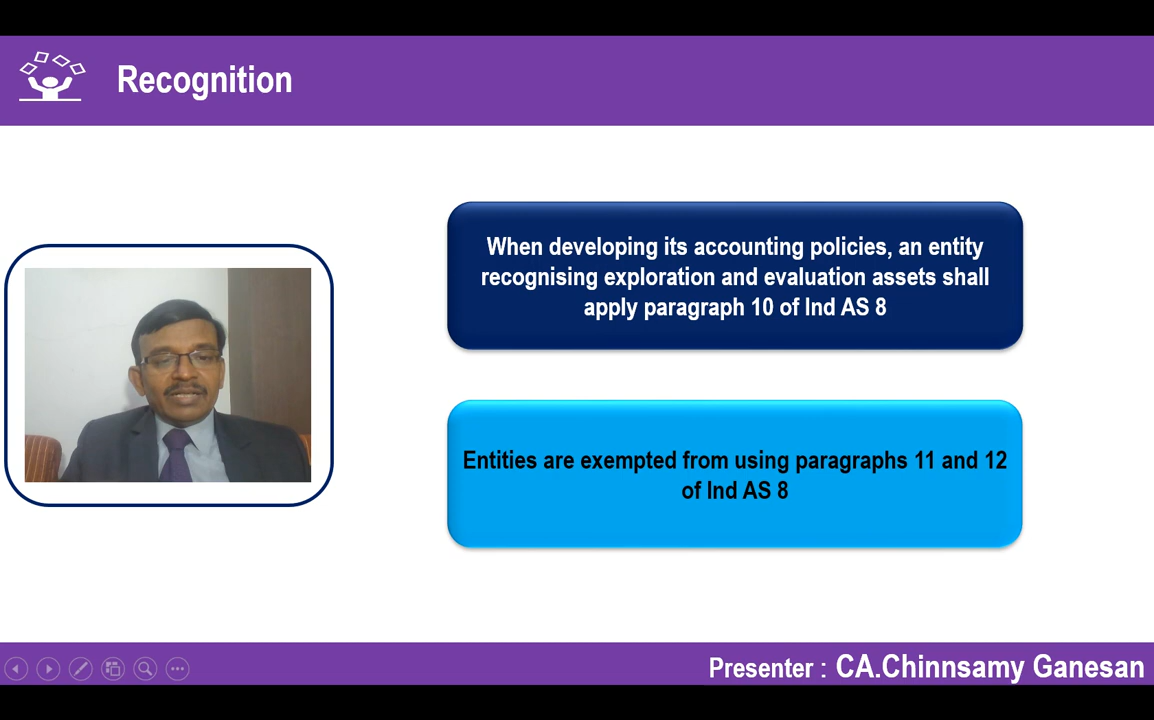 Recognition
When developing its accounting policies, an entity
recognising exploration and evaluation assets shall
apply paragraph 10 of Ind AS 8
Entities are exempted from using paragraphs 11 and 12
of Ind AS 8
Presenter : CA.Chinnsamy Ganesan